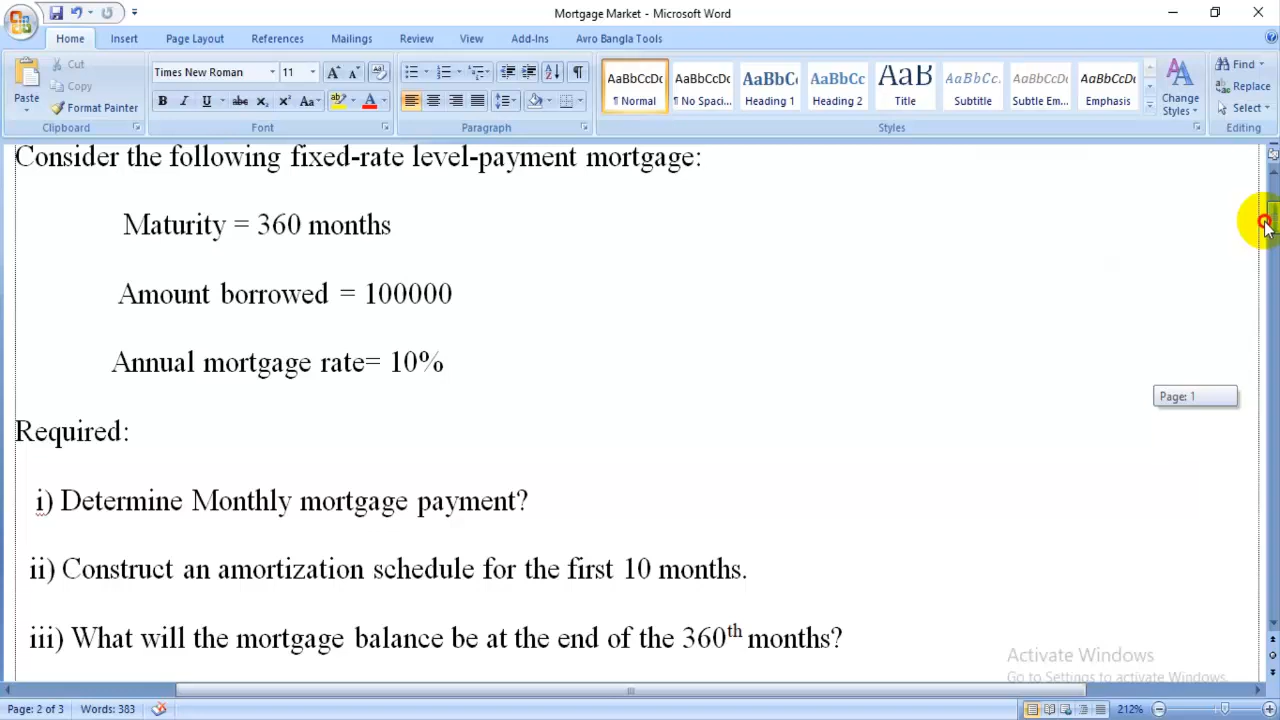 Mortgage Market - Microsoft Word
Home Insert Page Layout References Mailings Review View Add-Ins Avro Bangla Tools
Paste
Cut
Copy
Format Painter
Clipboard
Times New Roman 11
B I U abc x₂ x² Aa
Font
Paragraph
AaBbCcDc AaBbCcDc AaBbCc AaBbCc AaB AaBbCc. AaBbCcDc AaBbCcDc
¶ Normal ¶ No Spaci... Heading 1 Heading 2 Title Subtitle Subtle Em... Emphasis
Change Styles
Styles
Find
Replace
Select
Editing
Consider the following fixed-rate level-payment mortgage:
Maturity = 360 months
Amount borrowed = 100000
Annual mortgage rate= 10%
Page: 1
Required:
i) Determine Monthly mortgage payment?
ii) Construct an amortization schedule for the first 10 months.
iii) What will the mortgage balance be at the end of the 360th months?
Activate Windows
Go to Settings to activate Windows.
Page: 2 of 3 Words: 383 212%